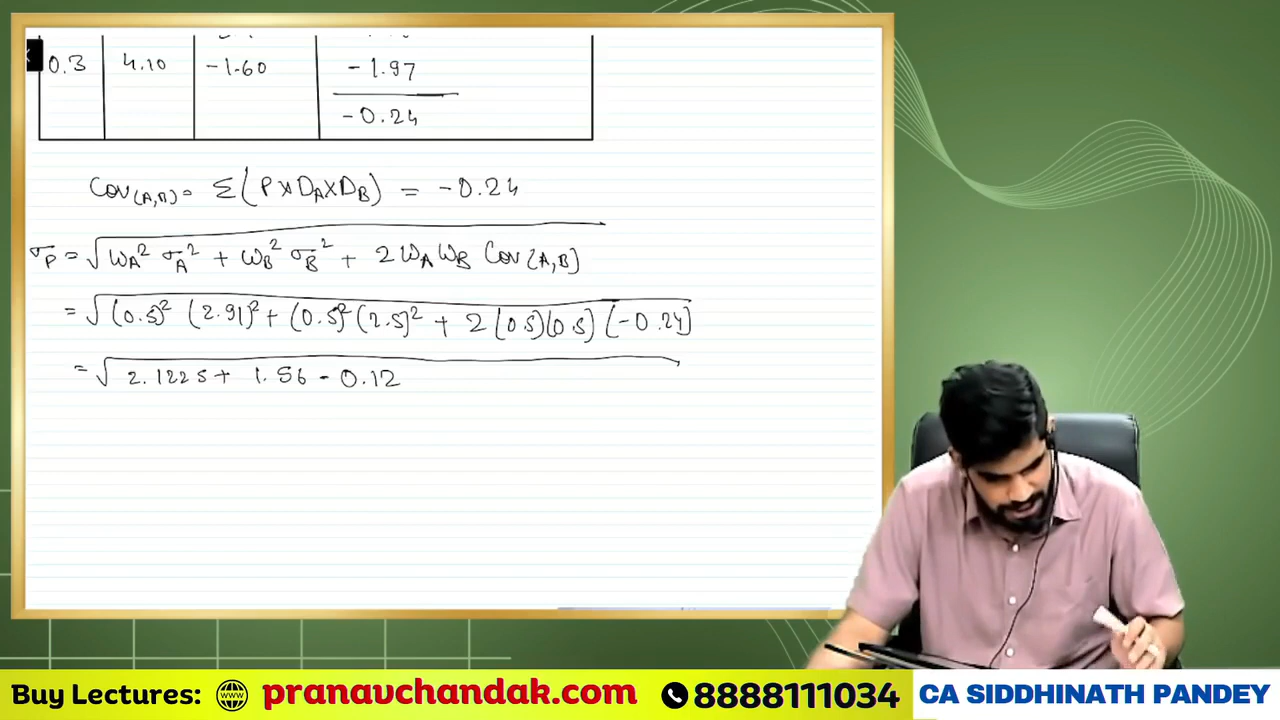 0.3 4.10 -1.60 -1.97
-0.24
Cov(A,B) = Σ(P×DA×DB) = -0.24
σP = √WA² σA² + WB² σB² + 2WA WB Cov(A,B)
= √(0.5)² (2.91)² + (0.5)² (2.5)² + 2(0.5)(0.5)(-0.24)
= √2.1225 + 1.56 - 0.12
Buy Lectures: www pranavchandak.com 8888111034 CA SIDDHINATH PANDEY